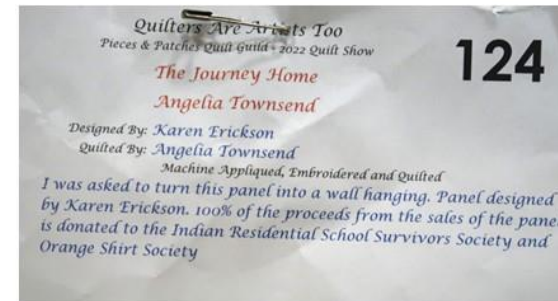 Quilters Are Artists Too
Pieces & Patches Quilt Guild - 2022 Quilt Show
124
The Journey Home
Angelia Townsend
Designed By: Karen Erickson
Quilted By: Angelia Townsend
Machine Appliqued, Embroidered and Quilted
I was asked to turn this panel into a wall hanging. Panel designed
by Karen Erickson. 100% of the proceeds from the sales of the pane
is donated to the Indian Residential School Survivors Society and
Orange Shirt Society